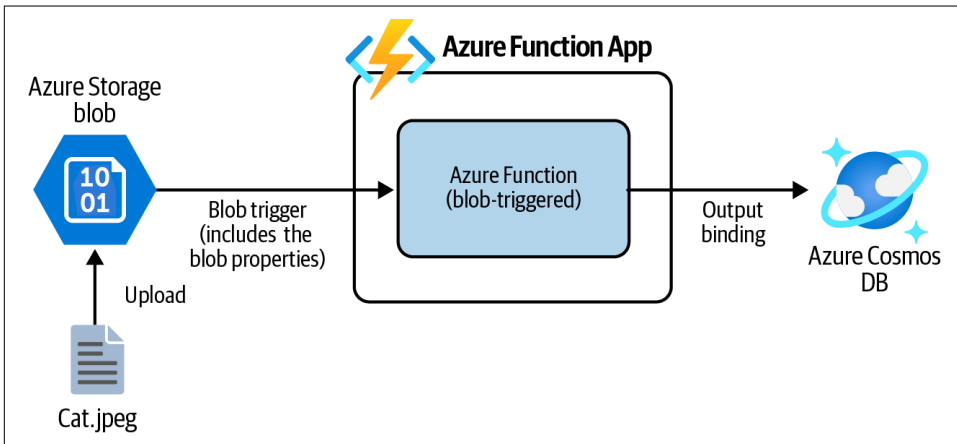 Azure Function App
Azure Storage
blob
10
01
Azure Function
(blob-triggered)
Blob trigger
(includes the
blob properties)
Output
binding
Azure Cosmos
DB
Upload
Cat.jpeg